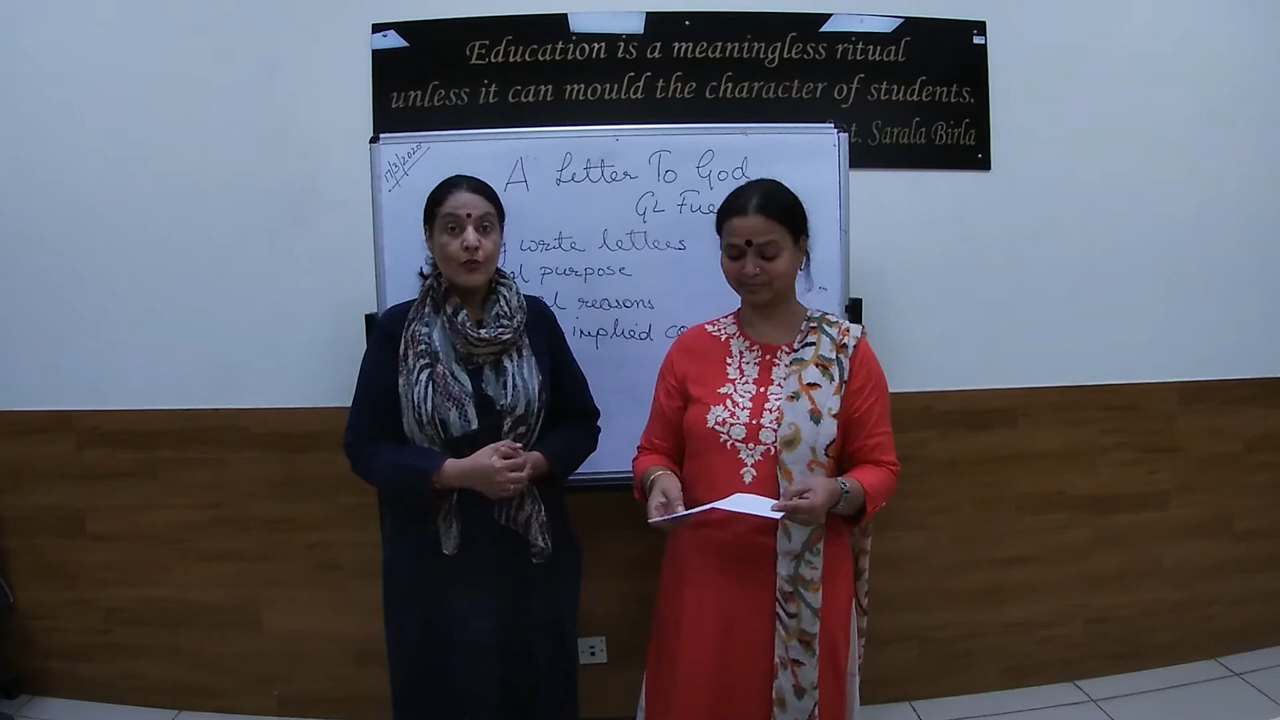 Education is a meaningless ritual
unless it can mould the character of students.
Sarala Birla
17/3/2020
A Letter To God
GL
write letters
purpose
reasons
implied